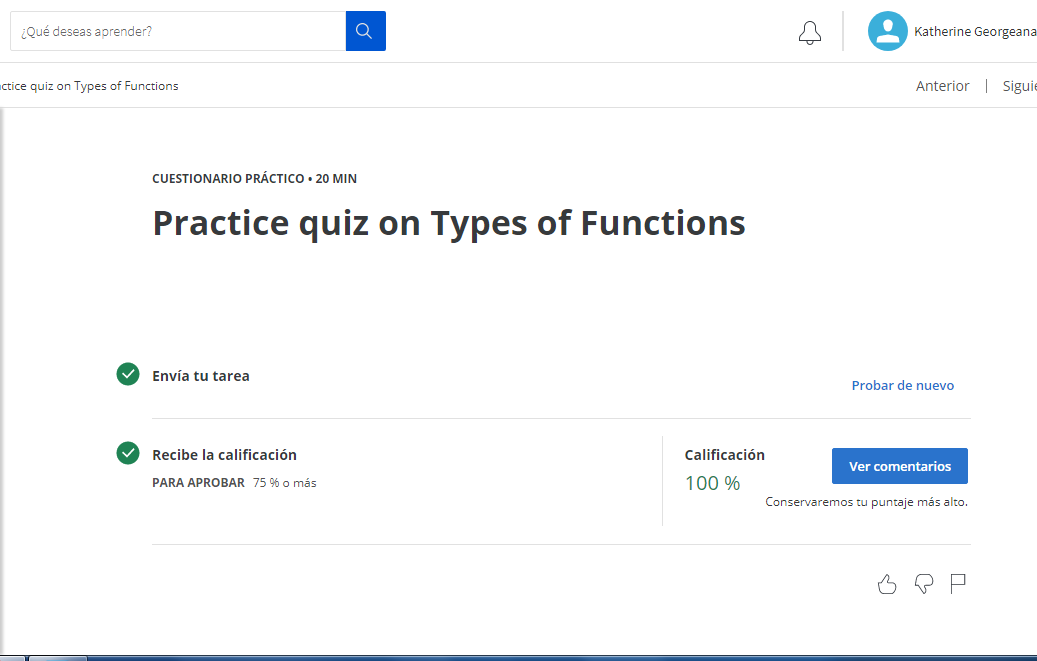 ¿Qué deseas aprender?
Katherine Georgeana
quiz on Types of Functions
Anterior
CUESTIONARIO PRÁCTICO • 20 MIN
Practice quiz on Types of Functions
Envía tu tarea
Probar de nuevo
Recibe la calificación
PARA APROBAR 75 % o más
Calificación
100 %
Ver comentarios
Conservaremos tu puntaje más alto.